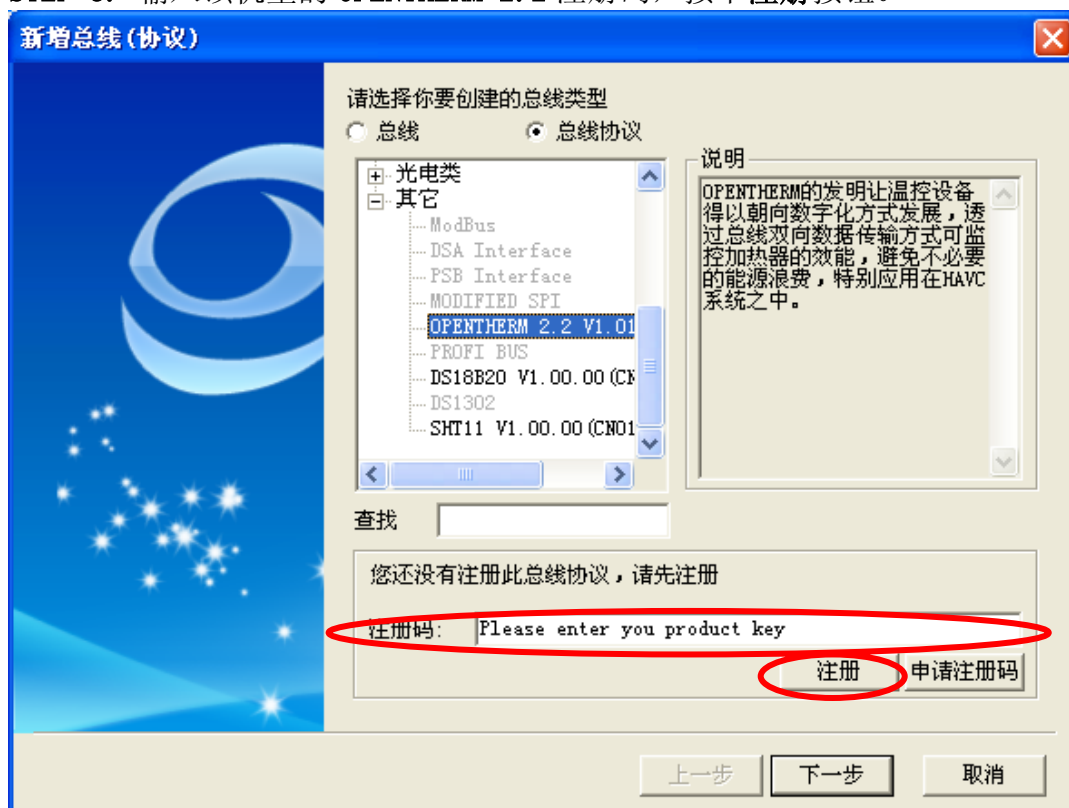 新增总线(协议)
请选择你要创建的总线类型
总线 总线协议
光电类
其它
ModBus
DSA Interface
PSB Interface
MODIFIED SPI
OPENTHERM 2.2 V1.01
PROFI BUS
DS18B20 V1.00.00(CN
DS1302
SHT11 V1.00.00(CN01
说明
OPENTHERM的发明让温控设备
得以朝向数字化方式发展，透
过总线双向数据传输方式可监
控加热器的效能，避免不必要
的能源浪费，特别应用在HAVC
系统之中。
查找
您还没有注册此总线协议，请先注册
注册码: Please enter you product key
注册 申请注册码
上一步 下一步 取消